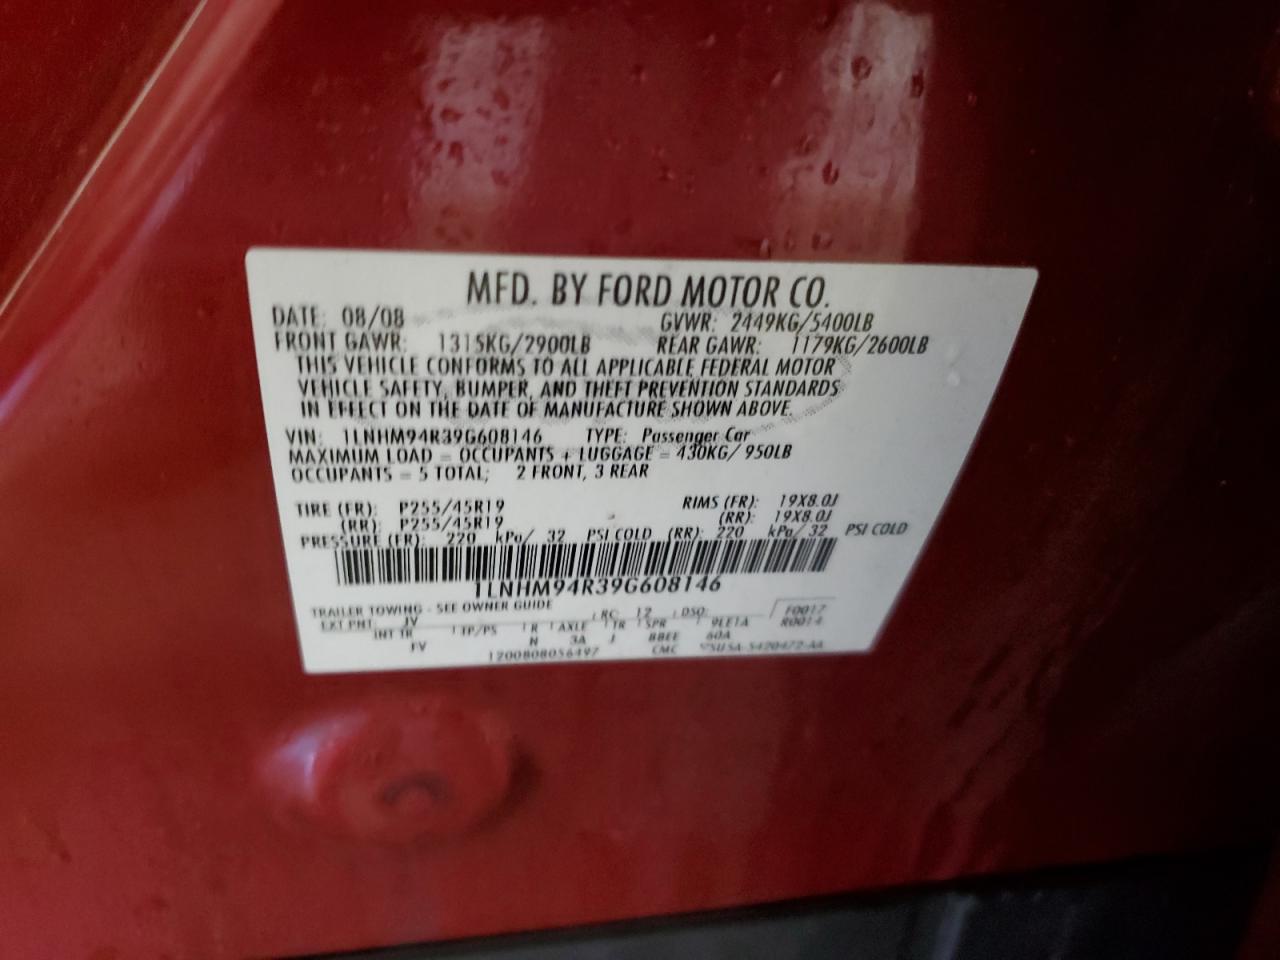 MFD. BY FORD MOTOR CO.
DATE: 08/08 GVWR: 2449KG/5400LB
FRONT GAWR: 1315KG/2900LB REAR GAWR: 1179KG/2600LB
THIS VEHICLE CONFORMS TO ALL APPLICABLE FEDERAL MOTOR
VEHICLE SAFETY, BUMPER, AND THEFT PREVENTION STANDARDS
IN EFFECT ON THE DATE OF MANUFACTURE SHOWN ABOVE.
VIN: 1LNHM94R39G608146 TYPE: Passenger Car
MAXIMUM LOAD = OCCUPANTS + LUGGAGE = 430KG/ 950LB
OCCUPANTS = 5 TOTAL; 2 FRONT, 3 REAR
TIRE (FR): P255/45R19 RIMS (FR): 19X8.0J
(RR): P255/45R19 (RR): 19X8.0J
PRESSURE (FR): 220 kPa/ 32 PSI COLD (RR): 220 kPa/ 32 PSI COLD
1LNHM94R39G608146
TRAILER TOWING - SEE OWNER GUIDE
EXT PNT: JV RC: 12 DSO: F0017
INT TR TP/PS R AXLE TR SPR 9LE1A R0014
FV N 3A J BBEE 60A
1200808056497 CMC